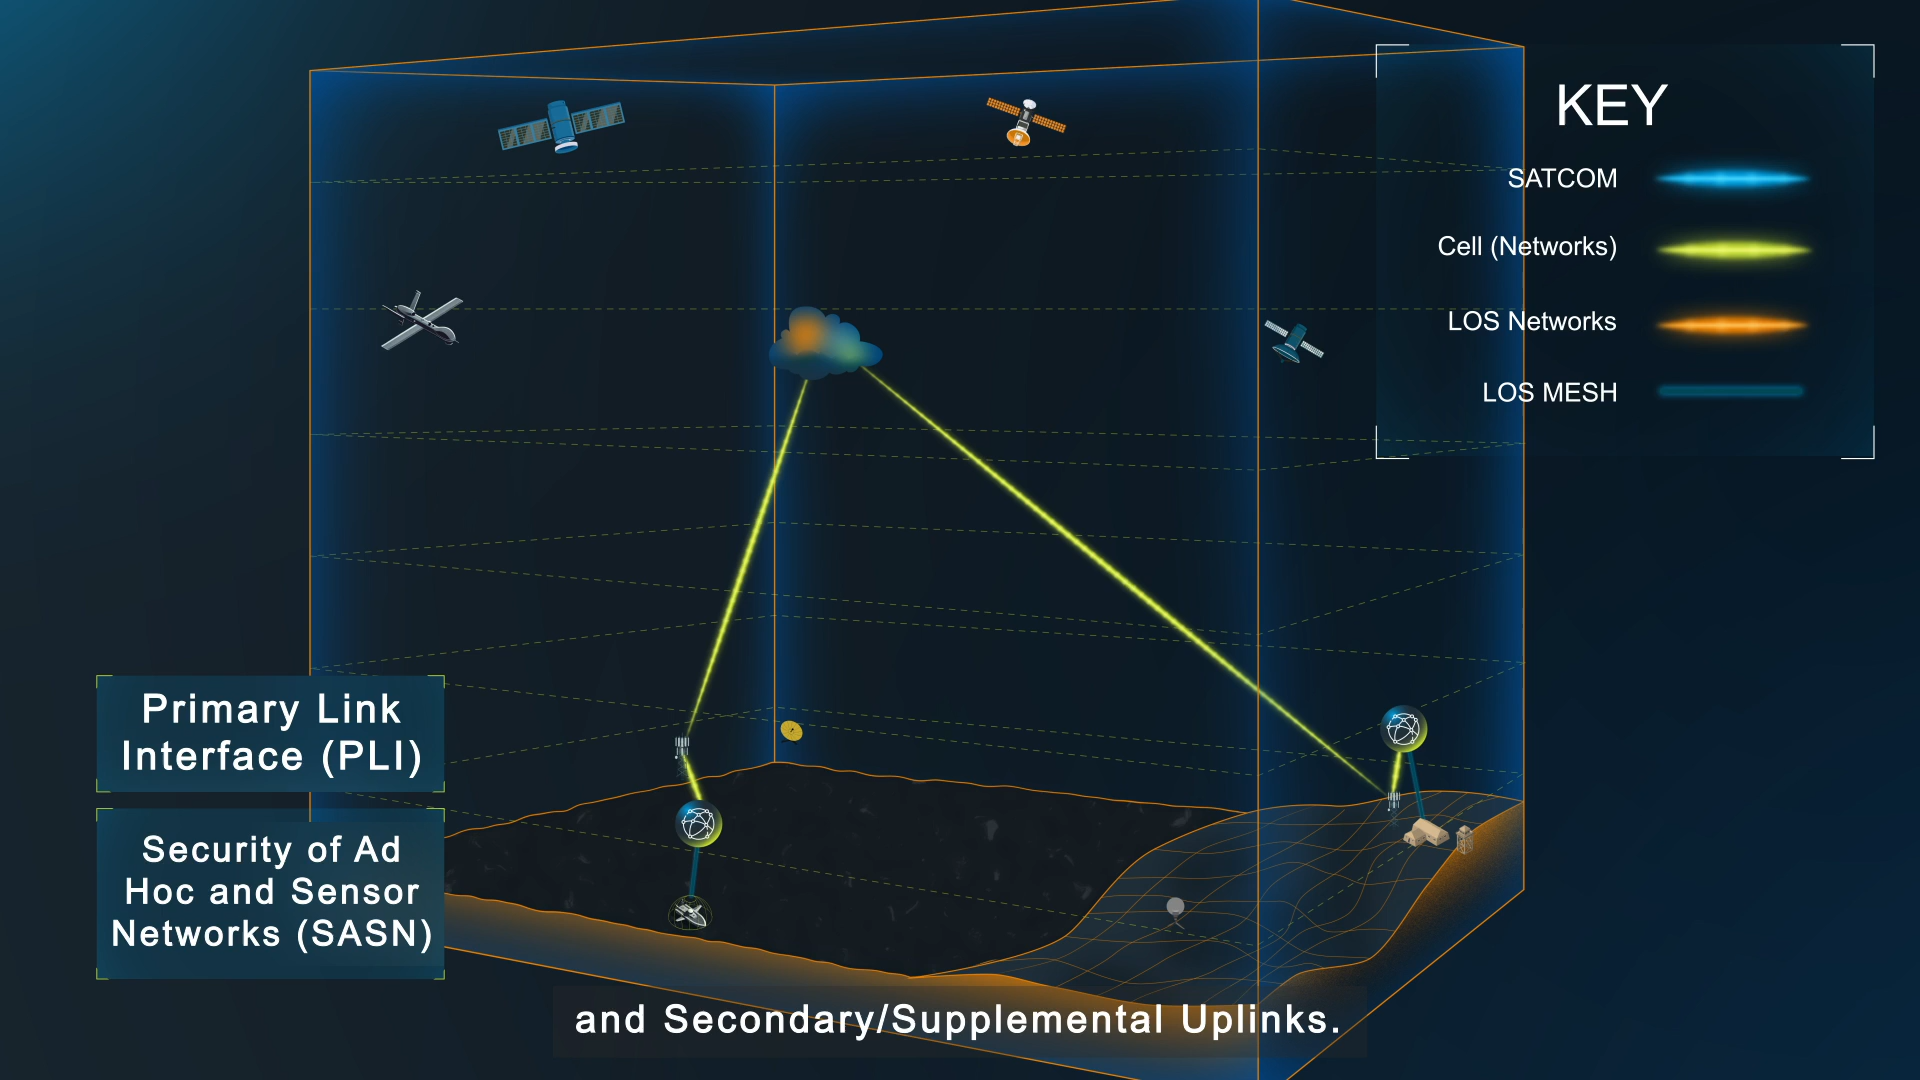 KEY
SATCOM
Cell (Networks)
LOS Networks
LOS MESH
Primary Link
Interface (PLI)
Security of Ad
Hoc and Sensor
Networks (SASN)
and Secondary/Supplemental Uplinks.